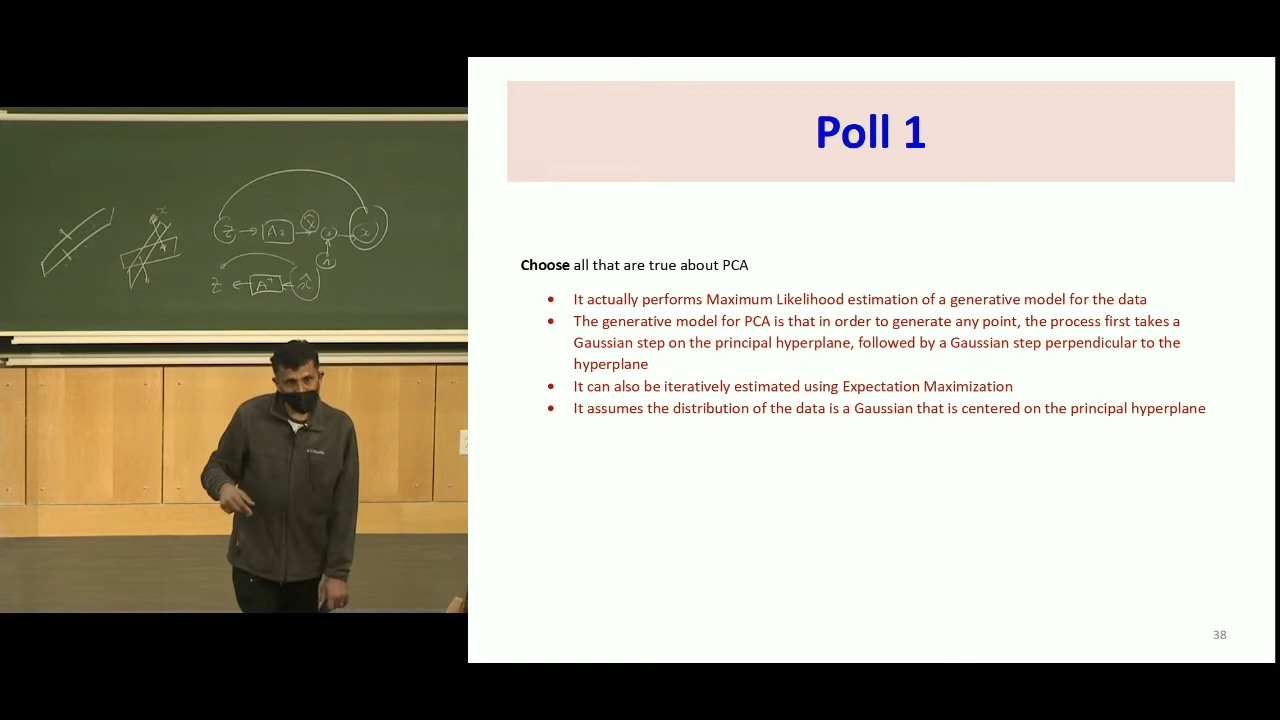 Poll 1
Choose all that are true about PCA
• It actually performs Maximum Likelihood estimation of a generative model for the data
• The generative model for PCA is that in order to generate any point, the process first takes a
Gaussian step on the principal hyperplane, followed by a Gaussian step perpendicular to the
hyperplane
• It can also be iteratively estimated using Expectation Maximization
• It assumes the distribution of the data is a Gaussian that is centered on the principal hyperplane
38